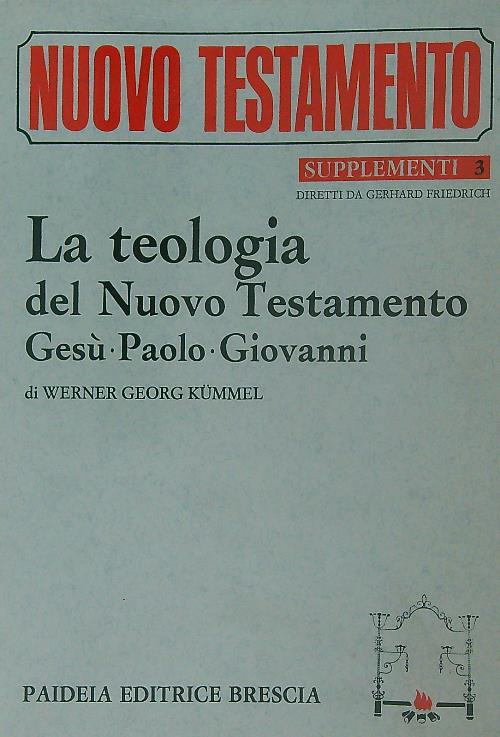 NUOVO TESTAMENTO
SUPPLEMENTI 3
DIRETTI DA GERHARD FRIEDRICH
La teologia
del Nuovo Testamento
Gesù · Paolo · Giovanni
di WERNER GEORG KÜMMEL
PAIDEIA EDITRICE BRESCIA